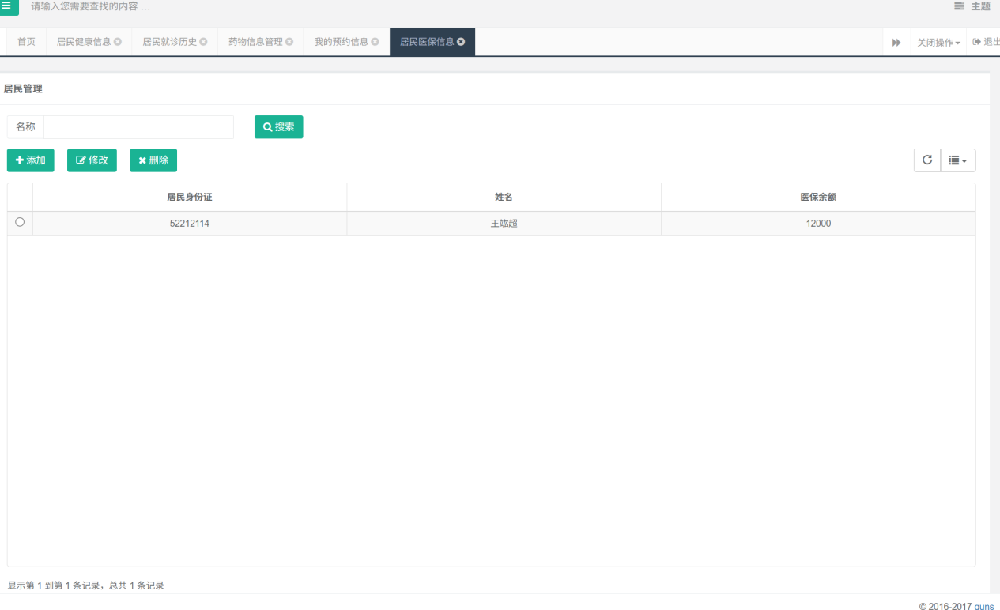 请输入您需要查找的内容 …
主题
首页 居民健康信息 居民就诊历史 药物信息管理 我的预约信息 居民医保信息 关闭操作 退出
居民管理
名称 搜索
添加 修改 删除
居民身份证 姓名 医保余额
52212114 王竑超 12000
显示第 1 到第 1 条记录，总共 1 条记录
© 2016-2017 guns